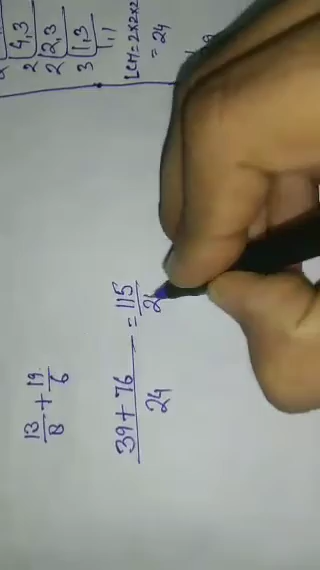 4,3
2 2,3
2 1,3
3 1,1
LCM=2x2x2
= 24
13/8 + 19/6
39+76/24 = 115/2